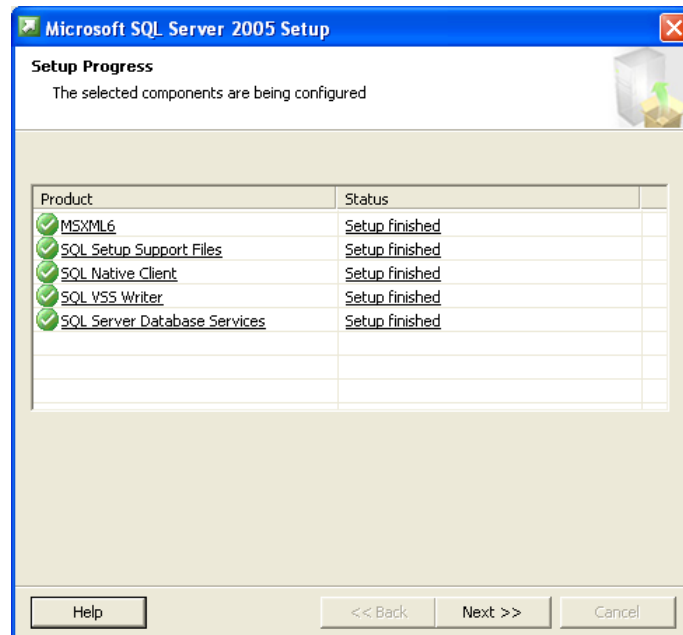 Microsoft SQL Server 2005 Setup
Setup Progress
The selected components are being configured
Product Status
MSXML6 Setup finished
SQL Setup Support Files Setup finished
SQL Native Client Setup finished
SQL VSS Writer Setup finished
SQL Server Database Services Setup finished
Help << Back Next >> Cancel